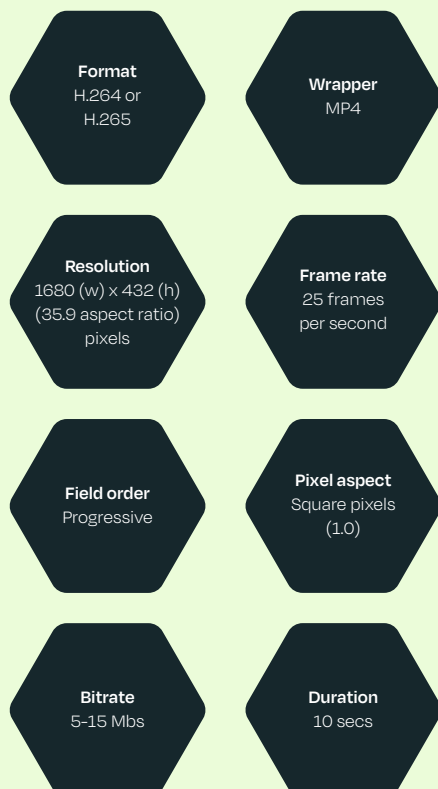 Format
H.264 or
H.265
Wrapper
MP4
Resolution
1680 (w) x 432 (h)
(35.9 aspect ratio)
pixels
Frame rate
25 frames
per second
Field order
Progressive
Pixel aspect
Square pixels
(1.0)
Bitrate
5-15 Mbs
Duration
10 secs